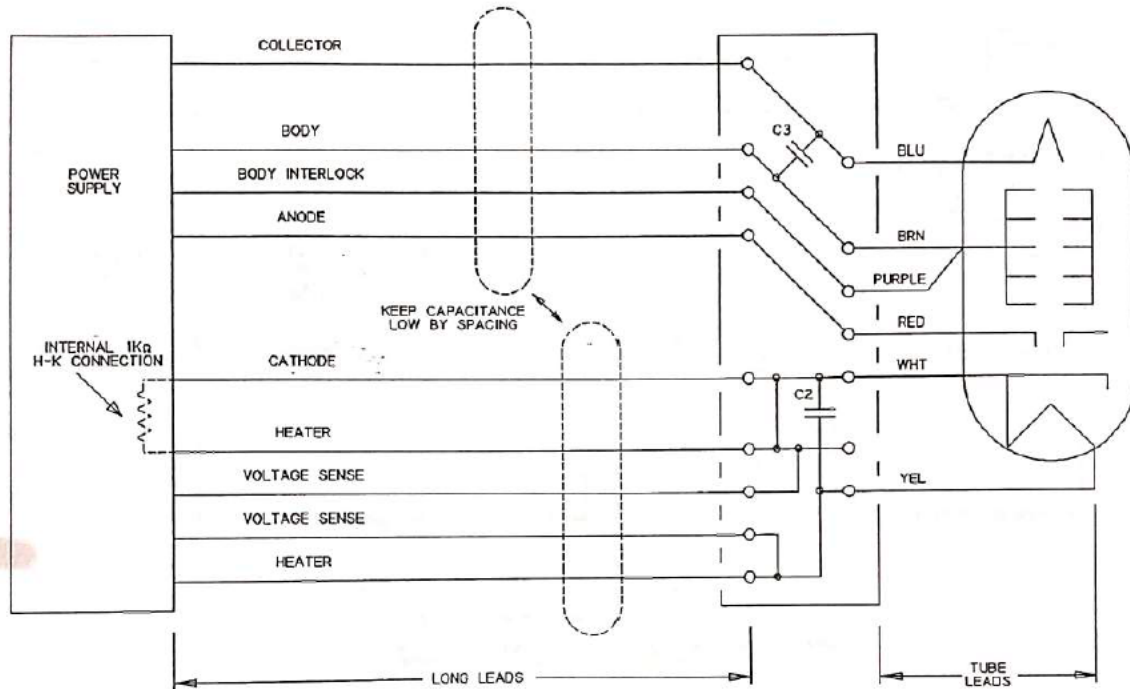 COLLECTOR
BODY
BODY INTERLOCK
ANODE
POWER
SUPPLY
C3
BLU
BRN
PURPLE
RED
WHT
KEEP CAPACITANCE
LOW BY SPACING
INTERNAL 1KΩ
H-K CONNECTION
CATHODE
C2
HEATER
VOLTAGE SENSE
YEL
VOLTAGE SENSE
HEATER
LONG LEADS
TUBE
LEADS